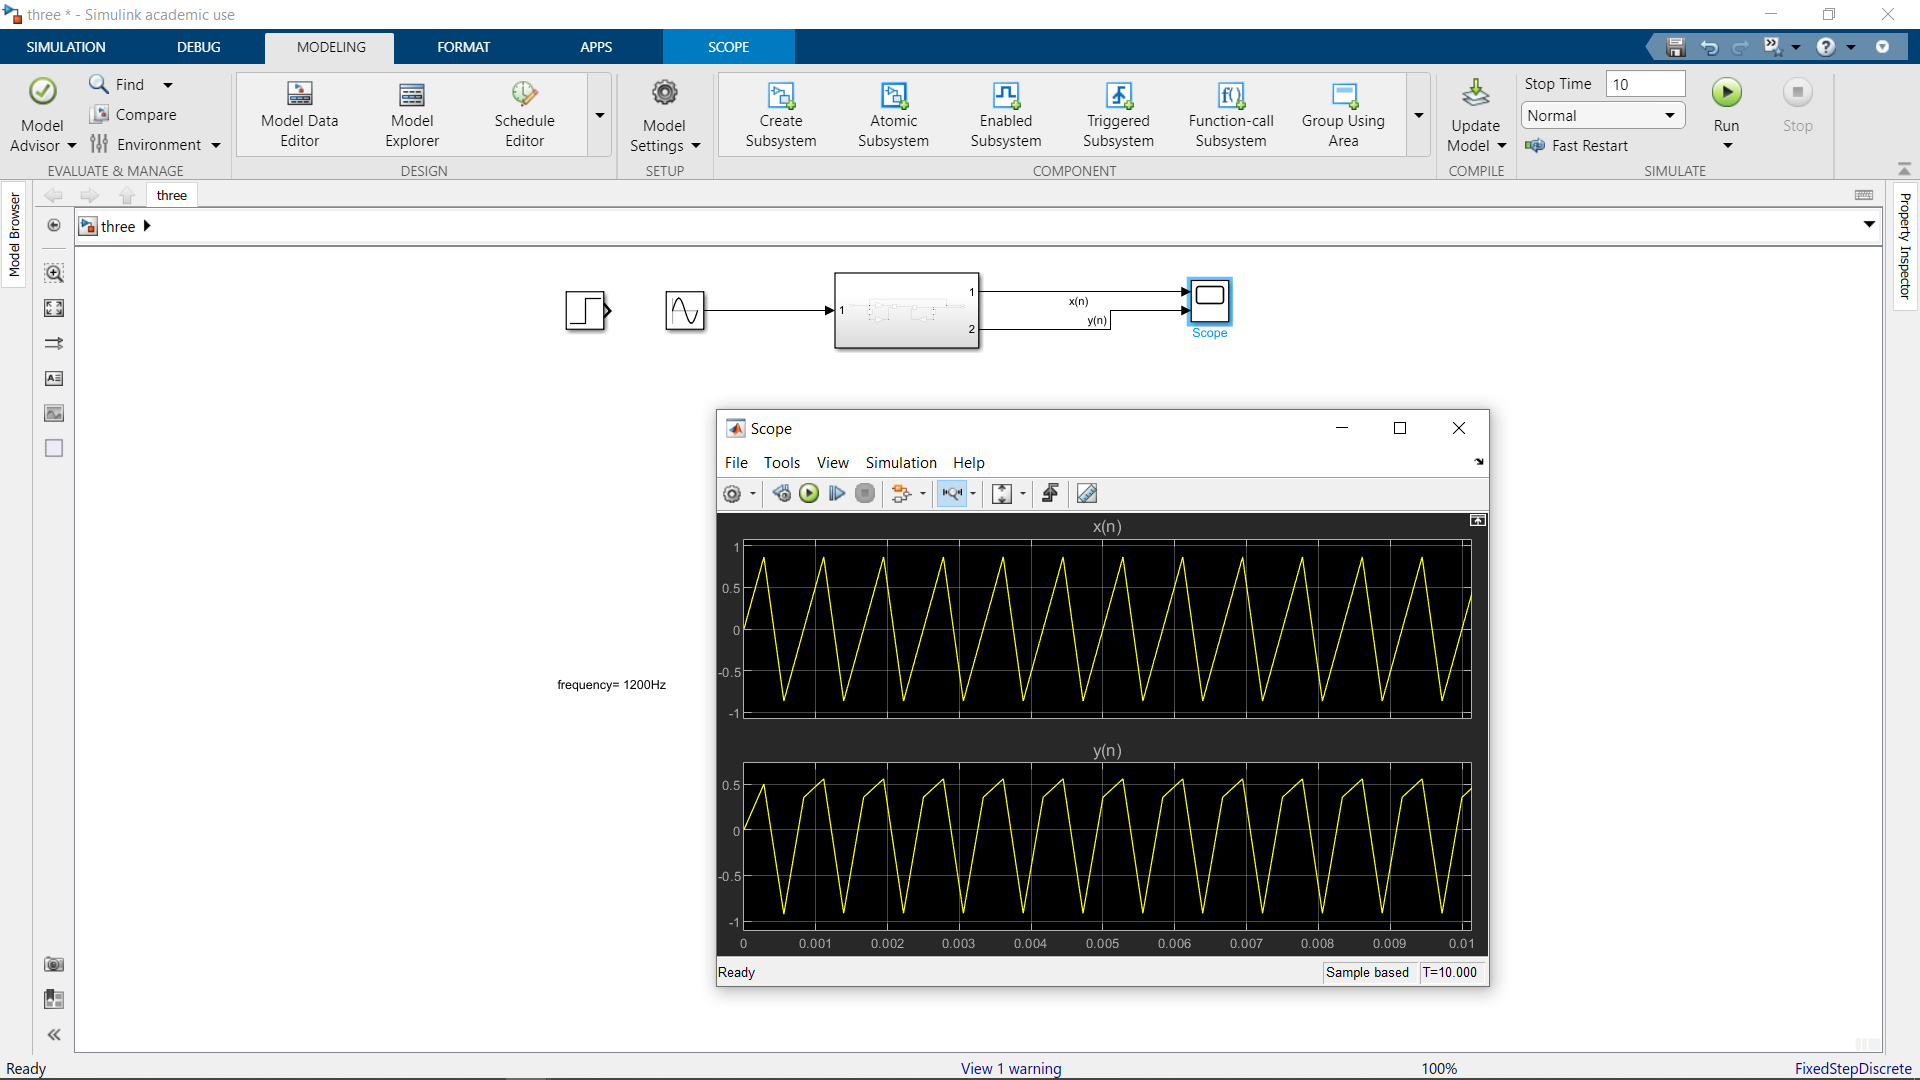 three * - Simulink academic use
SIMULATION DEBUG MODELING FORMAT APPS SCOPE
Model Advisor
Find
Compare
Environment
EVALUATE & MANAGE
Model Data Editor
Model Explorer
Schedule Editor
DESIGN
Model Settings
SETUP
Create Subsystem
Atomic Subsystem
Enabled Subsystem
Triggered Subsystem
Function-call Subsystem
Group Using Area
COMPONENT
Update Model
COMPILE
Stop Time 10
Normal
Fast Restart
Run
Stop
SIMULATE
Model Browser
three
three
Property Inspector
1
1
2
x(n)
y(n)
Scope
frequency= 1200Hz
Scope
File Tools View Simulation Help
x(n)
1
0.5
0
-0.5
-1
y(n)
0.5
0
-0.5
-1
0 0.001 0.002 0.003 0.004 0.005 0.006 0.007 0.008 0.009 0.01
Ready Sample based T=10.000
Ready View 1 warning 100% FixedStepDiscrete